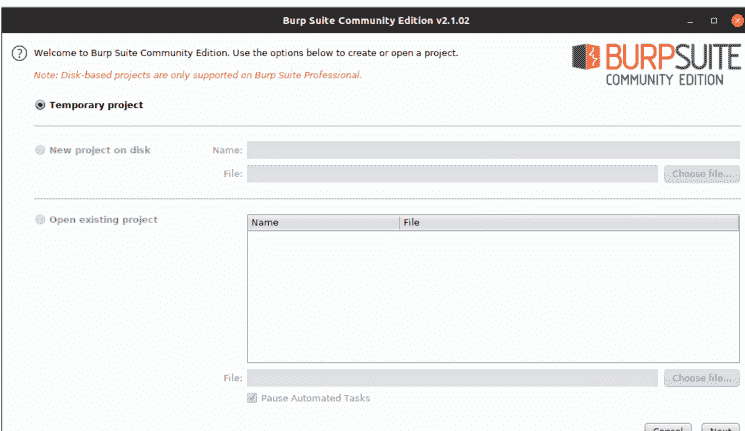 Burp Suite Community Edition v2.1.02
? Welcome to Burp Suite Community Edition. Use the options below to create or open a project.
Note: Disk-based projects are only supported on Burp Suite Professional.
BURPSUITE
COMMUNITY EDITION
Temporary project
New project on disk
Name:
File:
Choose file...
Open existing project
Name
File
File:
Choose file...
Pause Automated Tasks
Cancel
Next